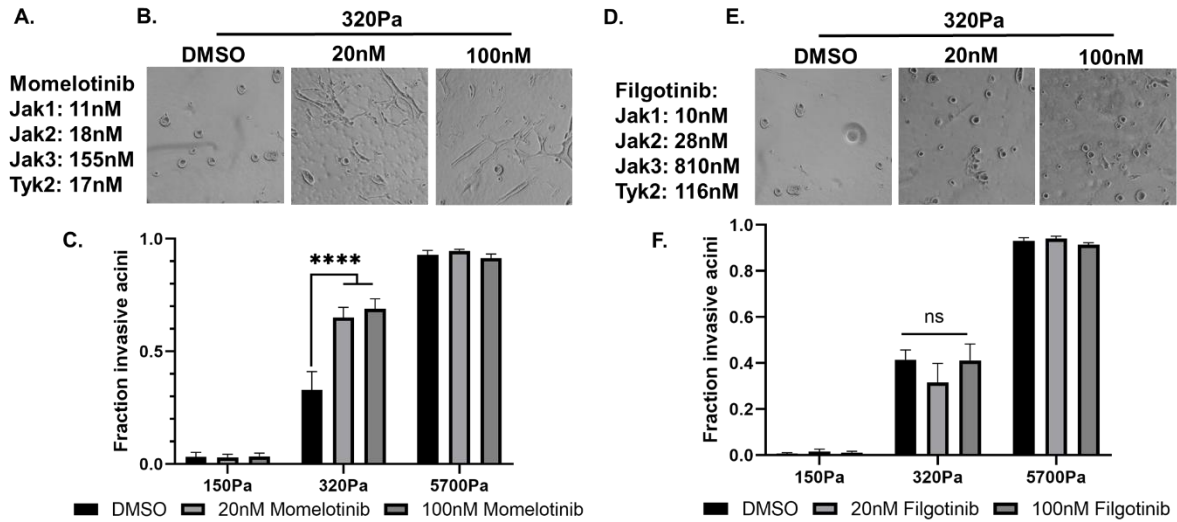 A.
B.
320Pa
DMSO 20nM 100nM
Momelotinib
Jak1: 11nM
Jak2: 18nM
Jak3: 155nM
Tyk2: 17nM
C.
Fraction invasive acini
1.0
0.5
0.0
****
150Pa 320Pa 5700Pa
DMSO 20nM Momelotinib 100nM Momelotinib
D.
E.
320Pa
DMSO 20nM 100nM
Filgotinib:
Jak1: 10nM
Jak2: 28nM
Jak3: 810nM
Tyk2: 116nM
F.
Fraction invasive acini
1.0
0.8
0.6
0.4
0.2
0.0
ns
150Pa 320Pa 5700Pa
DMSO 20nM Filgotinib 100nM Filgotinib